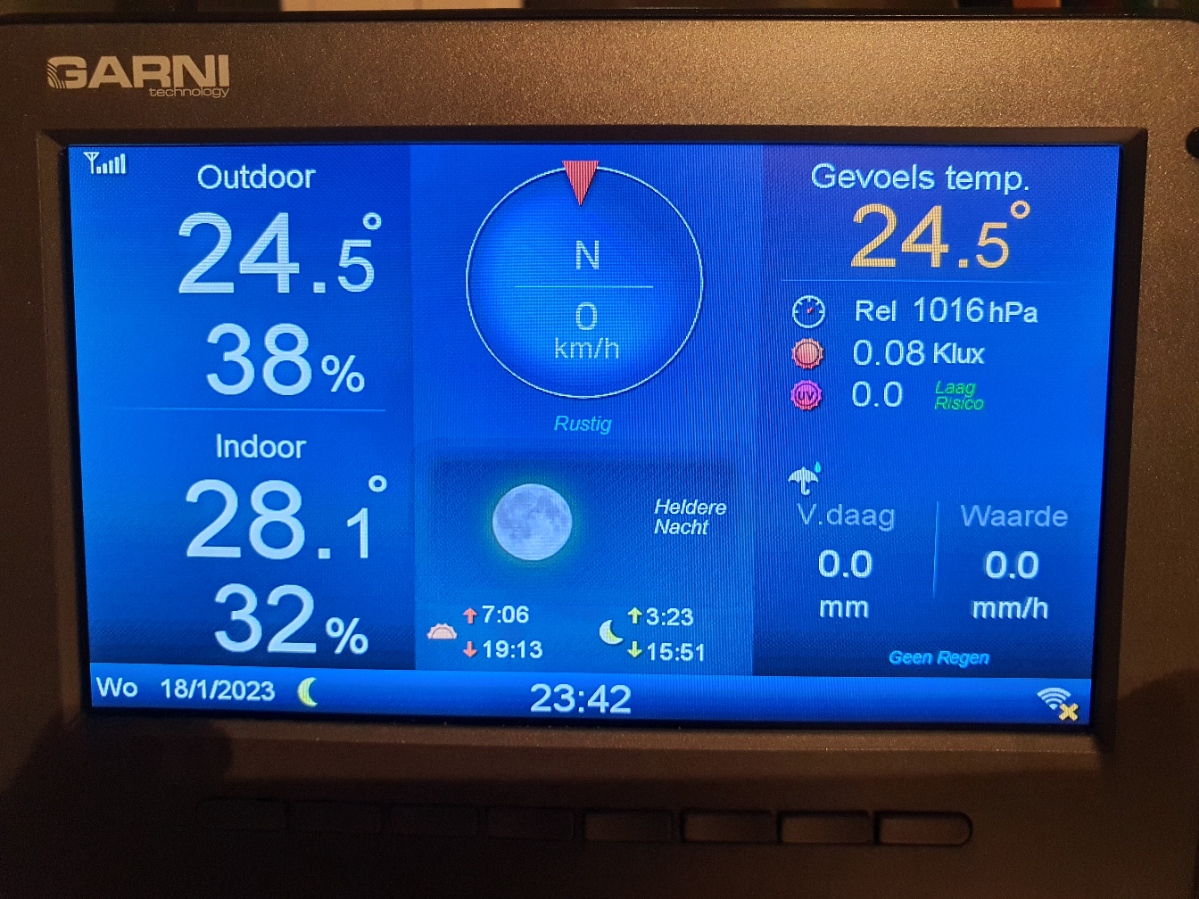 GARNI
technology
Outdoor
24.5°
38%
Indoor
28.1°
32%
N
0
km/h
Rustig
Heldere
Nacht
7:06
19:13
3:23
15:51
Gevoels temp.
24.5°
Rel 1016 hPa
0.08 Klux
UV 0.0 Laag
Risico
V.daag
0.0
mm
Waarde
0.0
mm/h
Geen Regen
Wo 18/1/2023
23:42